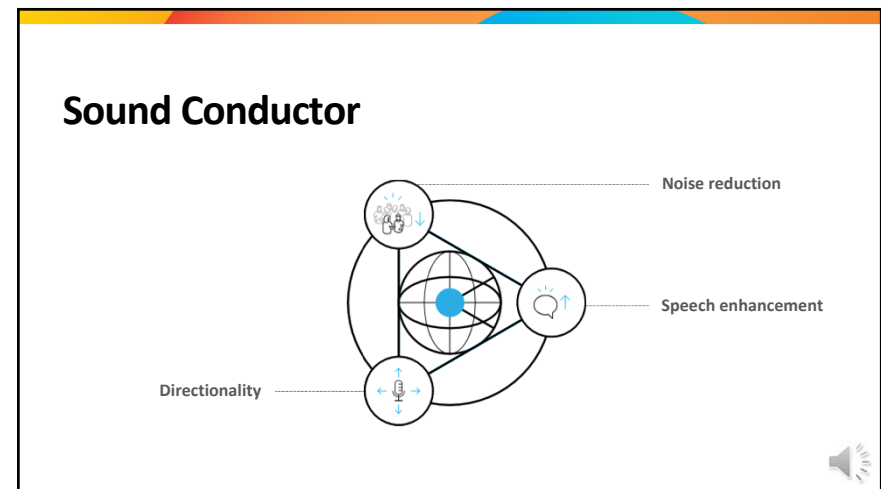 Sound Conductor
Noise reduction
Speech enhancement
Directionality